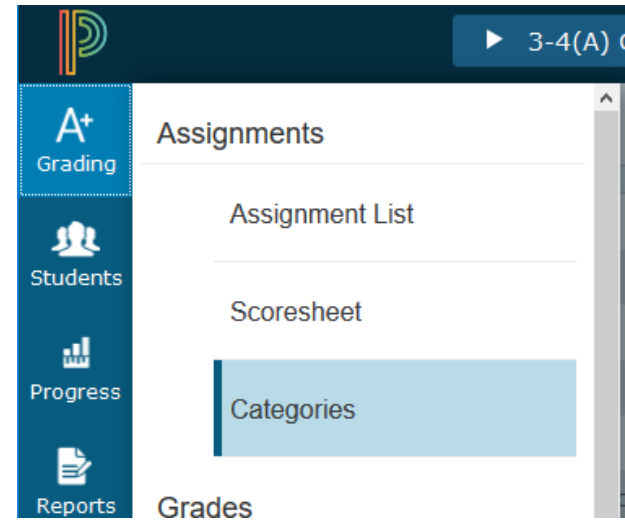 3-4(A)
A+
Grading
Students
Progress
Reports
Assignments
Assignment List
Scoresheet
Categories
Grades